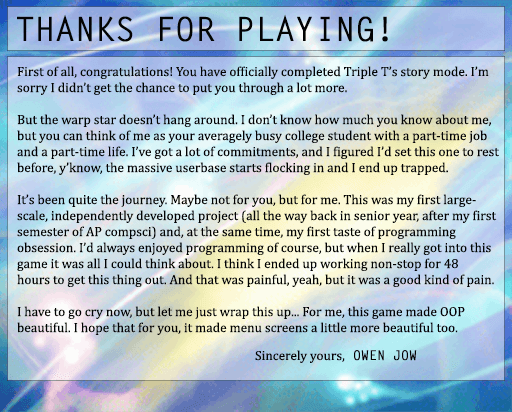 THANKS FOR PLAYING!
First of all, congratulations! You have officially completed Triple T's story mode. I'm
sorry I didn't get the chance to put you through a lot more.
But the warp star doesn't hang around. I don't know how much you know about me,
but you can think of me as your averagely busy college student with a part-time job
and a part-time life. I've got a lot of commitments, and I figured I'd set this one to rest
before, y'know, the massive userbase starts flocking in and I end up trapped.
It's been quite the journey. Maybe not for you, but for me. This was my first large-
scale, independently developed project (all the way back in senior year, after my first
semester of AP compsci) and, at the same time, my first taste of programming
obsession. I'd always enjoyed programming of course, but when I really got into this
game it was all I could think about. I think I ended up working non-stop for 48
hours to get this thing out. And that was painful, yeah, but it was a good kind of pain.
I have to go cry now, but let me just wrap this up... For me, this game made OOP
beautiful. I hope that for you, it made menu screens a little more beautiful too.
Sincerely yours, OWEN JOW